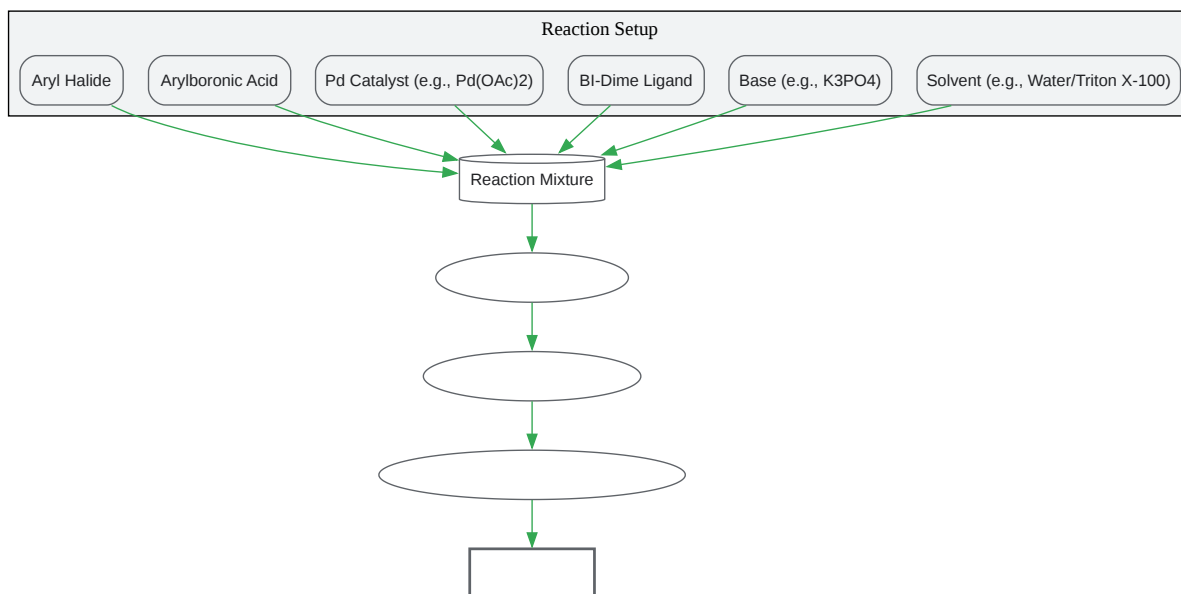 Reaction Setup
Aryl Halide
Arylboronic Acid
Pd Catalyst (e.g., Pd(OAc)2)
BI-Dime Ligand
Base (e.g., K3PO4)
Solvent (e.g., Water/Triton X-100)
Reaction Mixture